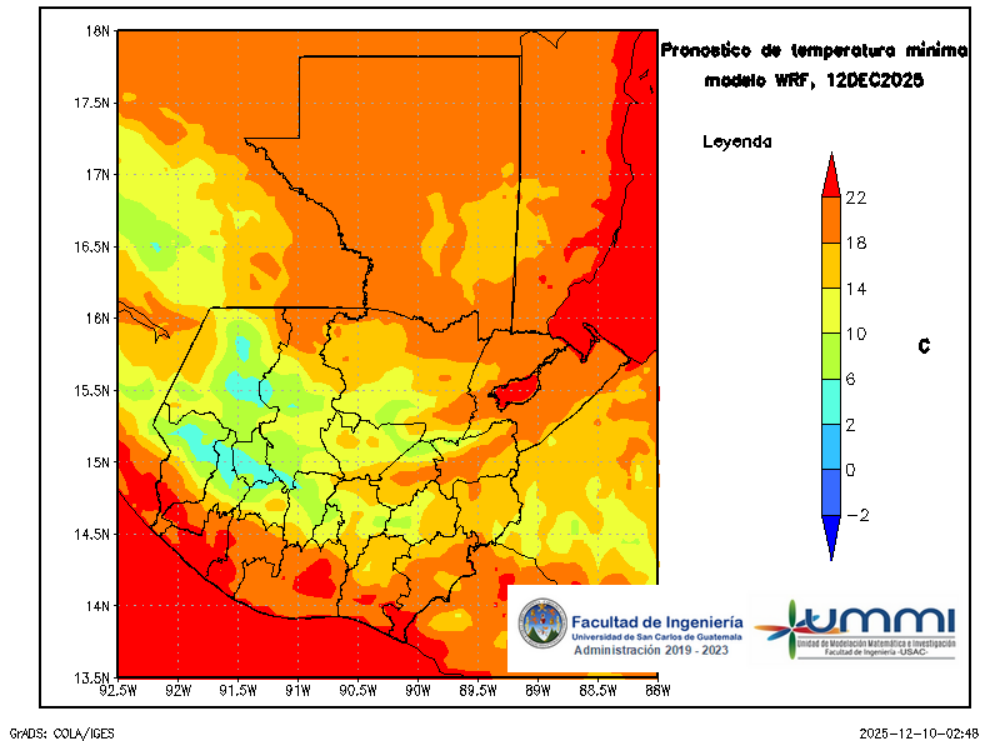 Pronostico de temperatura minima
modelo WRF, 12DEC2025
Leyenda
22
18
14
10
6
2
0
−2
C
18N
17.5N
17N
16.5N
16N
15.5N
15N
14.5N
14N
13.5N
92.5W
92W
91.5W
91W
90.5W
90W
89.5W
89W
88.5W
88W
Facultad de Ingeniería
Universidad de San Carlos de Guatemala
Administración 2019 - 2023
ummi
Unidad de Modelación Matemática e Investigación
Facultad de Ingeniería -USAC-
GrADS: COLA/IGES
2025-12-10-02:48